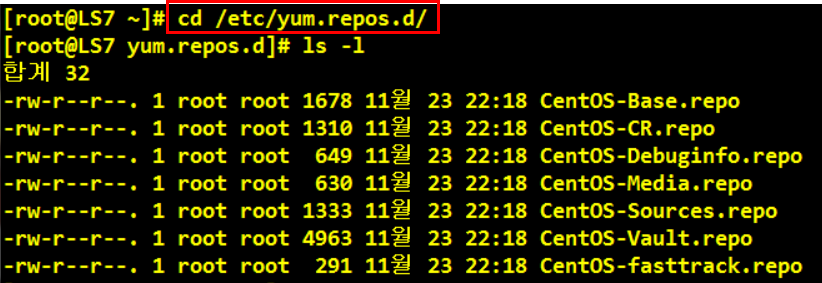 [root@LS7 ~]# cd /etc/yum.repos.d/
[root@LS7 yum.repos.d]# ls -l
합계 32
-rw-r--r--. 1 root root 1678 11월 23 22:18 CentOS-Base.repo
-rw-r--r--. 1 root root 1310 11월 23 22:18 CentOS-CR.repo
-rw-r--r--. 1 root root  649 11월 23 22:18 CentOS-Debuginfo.repo
-rw-r--r--. 1 root root  630 11월 23 22:18 CentOS-Media.repo
-rw-r--r--. 1 root root 1333 11월 23 22:18 CentOS-Sources.repo
-rw-r--r--. 1 root root 4963 11월 23 22:18 CentOS-Vault.repo
-rw-r--r--. 1 root root  291 11월 23 22:18 CentOS-fasttrack.repo